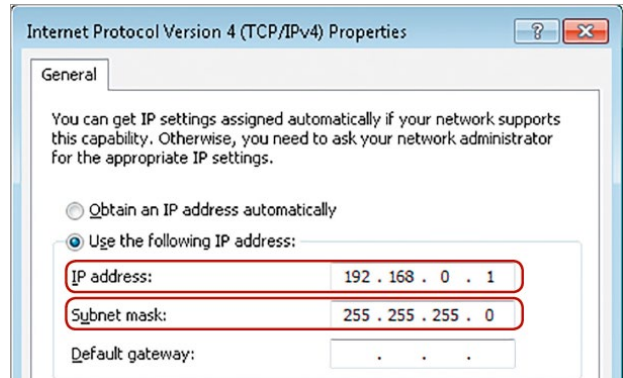 Internet Protocol Version 4 (TCP/IPv4) Properties
?
General
You can get IP settings assigned automatically if your network supports
this capability. Otherwise, you need to ask your network administrator
for the appropriate IP settings.
Obtain an IP address automatically
Use the following IP address:
IP address: 192 . 168 . 0 . 1
Subnet mask: 255 . 255 . 255 . 0
Default gateway: . . .